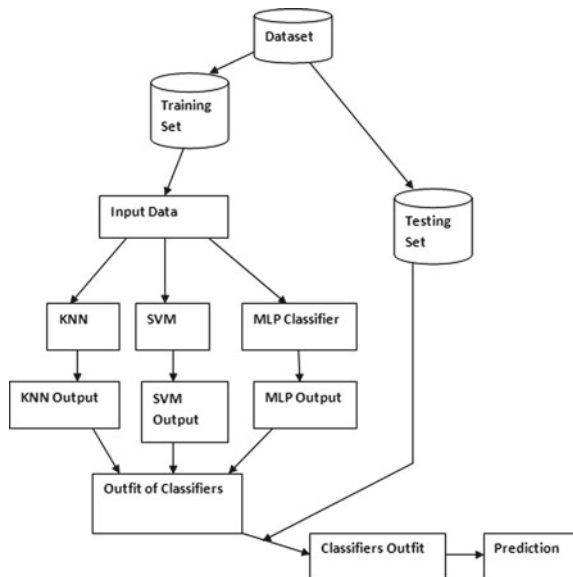 Dataset
Training
Set
Input Data
Testing
Set
KNN
SVM
MLP Classifier
KNN Output
SVM
Output
MLP Output
Outfit of Classifiers
Classifiers Outfit
Prediction